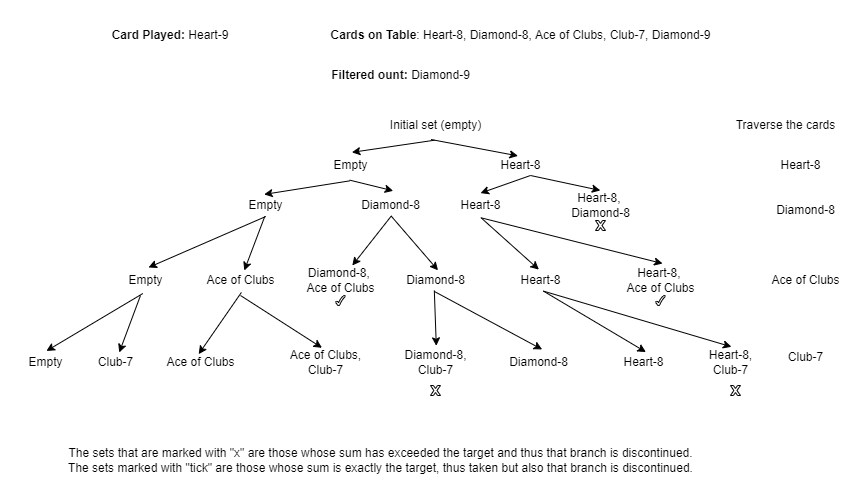 Card Played: Heart-9
Cards on Table: Heart-8, Diamond-8, Ace of Clubs, Club-7, Diamond-9
Filtered ount: Diamond-9
Initial set (empty)
Traverse the cards
Empty
Heart-8
Heart-8
Empty
Diamond-8
Heart-8
Heart-8,
Diamond-8
X
Diamond-8
Empty
Ace of Clubs
Diamond-8,
Ace of Clubs
✓
Diamond-8
Heart-8
Heart-8,
Ace of Clubs
✓
Ace of Clubs
Empty
Club-7
Ace of Clubs
Ace of Clubs,
Club-7
Diamond-8,
Club-7
X
Diamond-8
Heart-8
Heart-8,
Club-7
X
Club-7
The sets that are marked with "x" are those whose sum has exceeded the target and thus that branch is discontinued.
The sets marked with "tick" are those whose sum is exactly the target, thus taken but also that branch is discontinued.